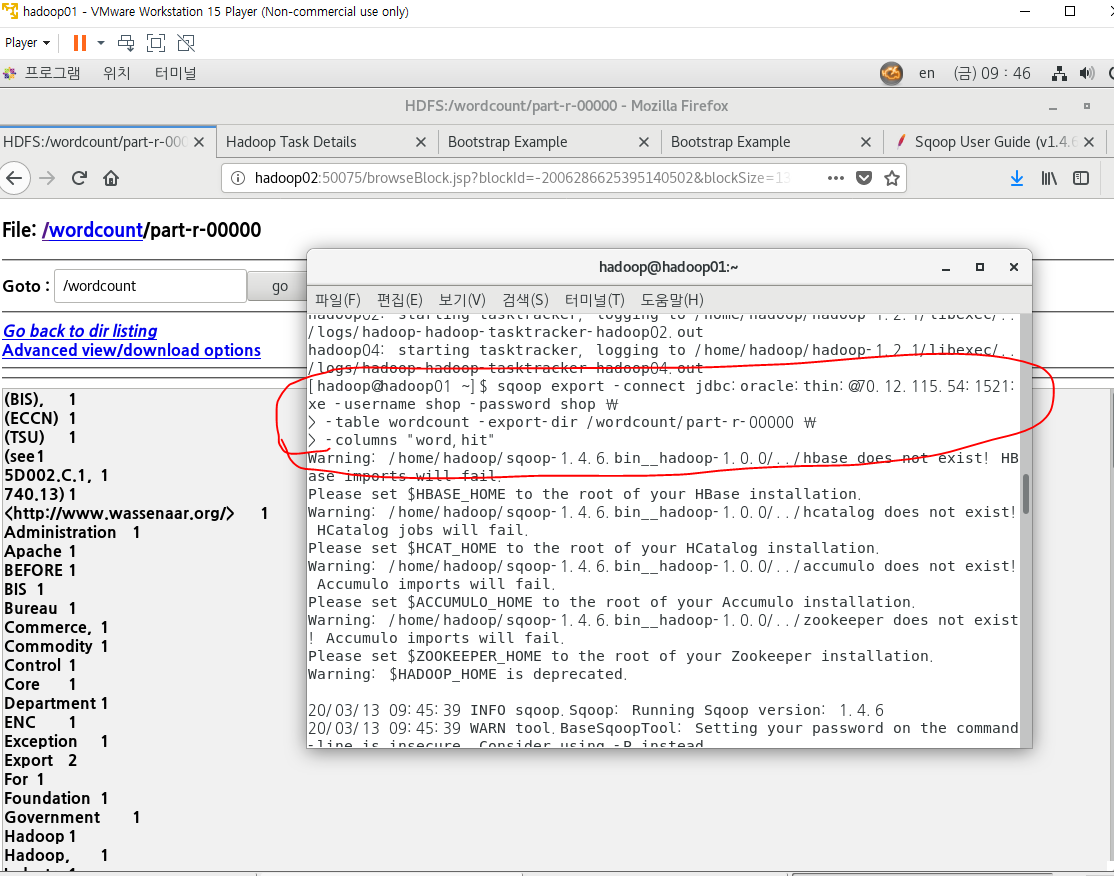 hadoop01 - VMware Workstation 15 Player (Non-commercial use only)
Player
프로그램 위치 터미널 en (금) 09 : 46
HDFS:/wordcount/part-r-00000 - Mozilla Firefox
HDFS:/wordcount/part-r-000 Hadoop Task Details Bootstrap Example Bootstrap Example Sqoop User Guide (v1.4.6
hadoop02:50075/browseBlock.jsp?blockId=-2006286625395140502&blockSize=13
File: /wordcount/part-r-00000
Goto : /wordcount go
Go back to dir listing
Advanced view/download options
(BIS), 1
(ECCN) 1
(TSU) 1
(see 1
5D002.C.1, 1
740.13) 1
<http://www.wassenaar.org/> 1
Administration 1
Apache 1
BEFORE 1
BIS 1
Bureau 1
Commerce, 1
Commodity 1
Control 1
Core 1
Department 1
ENC 1
Exception 1
Export 2
For 1
Foundation 1
Government 1
Hadoop 1
Hadoop, 1
hadoop@hadoop01:~
파일(F) 편집(E) 보기(V) 검색(S) 터미널(T) 도움말(H)
hadoop02: starting tasktracker, logging to /home/hadoop/hadoop-1.2.1/libexec/..
/logs/hadoop-hadoop-tasktracker-hadoop02.out
hadoop04: starting tasktracker, logging to /home/hadoop/hadoop-1.2.1/libexec/..
/logs/hadoop-hadoop-tasktracker-hadoop04.out
[hadoop@hadoop01 ~]$ sqoop export -connect jdbc:oracle:thin:@70.12.115.54:1521:
xe -username shop -password shop ₩
> -table wordcount -export-dir /wordcount/part-r-00000 ₩
> -columns "word,hit"
Warning: /home/hadoop/sqoop-1.4.6.bin__hadoop-1.0.0/../hbase does not exist! HB
ase imports will fail.
Please set $HBASE_HOME to the root of your HBase installation.
Warning: /home/hadoop/sqoop-1.4.6.bin__hadoop-1.0.0/../hcatalog does not exist!
HCatalog jobs will fail.
Please set $HCAT_HOME to the root of your HCatalog installation.
Warning: /home/hadoop/sqoop-1.4.6.bin__hadoop-1.0.0/../accumulo does not exist!
Accumulo imports will fail.
Please set $ACCUMULO_HOME to the root of your Accumulo installation.
Warning: /home/hadoop/sqoop-1.4.6.bin__hadoop-1.0.0/../zookeeper does not exist
! Accumulo imports will fail.
Please set $ZOOKEEPER_HOME to the root of your Zookeeper installation.
Warning: $HADOOP_HOME is deprecated.
20/03/13 09:45:39 INFO sqoop.Sqoop: Running Sqoop version: 1.4.6
20/03/13 09:45:39 WARN tool.BaseSqoopTool: Setting your password on the command
-line is insecure. Consider using -P instead.